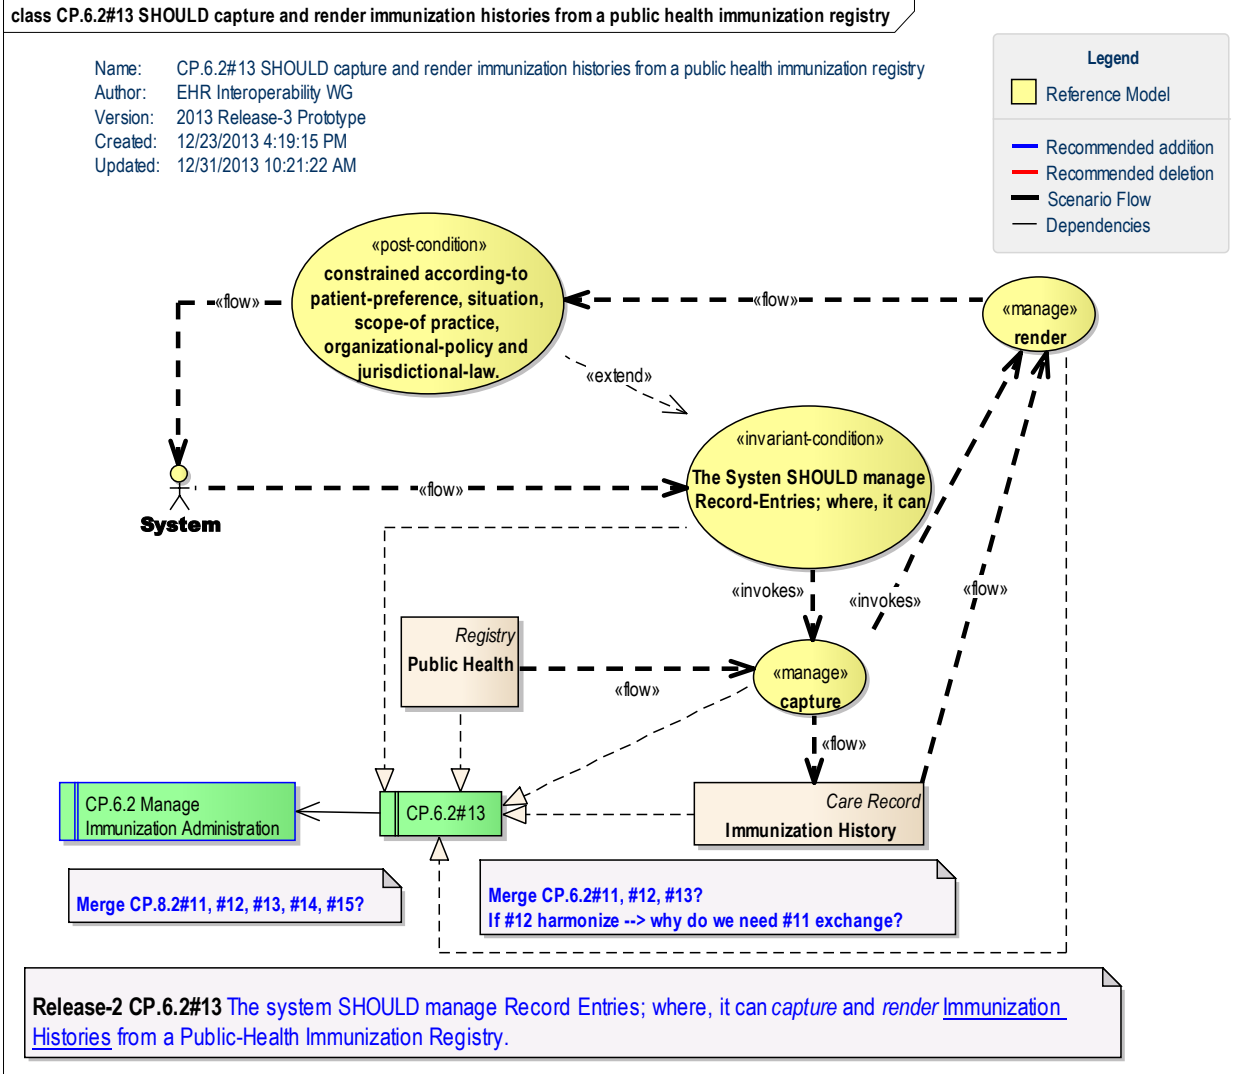 class CP.6.2#13 SHOULD capture and render immunization histories from a public health immunization registry
Name: CP.6.2#13 SHOULD capture and render immunization histories from a public health immunization registry
Author: EHR Interoperability WG
Version: 2013 Release-3 Prototype
Created: 12/23/2013 4:19:15 PM
Updated: 12/31/2013 10:21:22 AM
Legend
Reference Model
Recommended addition
Recommended deletion
Scenario Flow
Dependencies
«post-condition»
constrained according-to
patient-preference, situation,
scope-of practice,
organizational-policy and
jurisdictional-law.
«flow»
«flow»
«manage»
render
«extend»
«invariant-condition»
The Systen SHOULD manage
Record-Entries; where, it can
«flow»
System
«invokes»
«invokes»
«flow»
Registry
Public Health
«flow»
«manage»
capture
«flow»
CP.6.2 Manage
Immunization Administration
CP.6.2#13
Care Record
Immunization History
Merge CP.8.2#11, #12, #13, #14, #15?
Merge CP.6.2#11, #12, #13?
If #12 harmonize --> why do we need #11 exchange?
Release-2 CP.6.2#13 The system SHOULD manage Record Entries; where, it can capture and render Immunization
Histories from a Public-Health Immunization Registry.